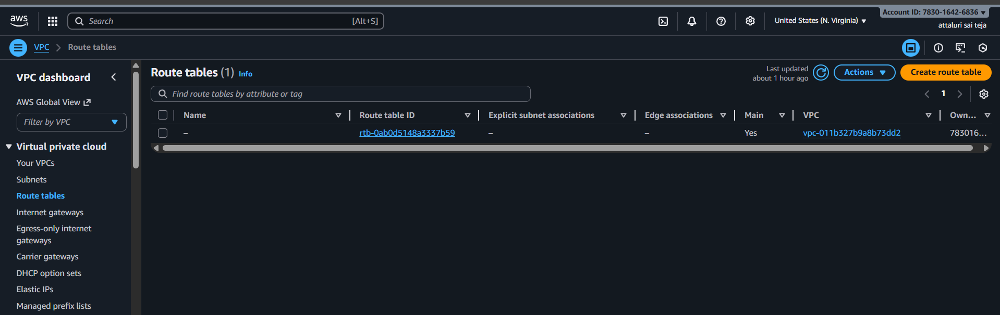 aws
Search
[Alt+S]
United States (N. Virginia)
Account ID: 7830-1642-6836
attaluri sai teja
VPC
Route tables
VPC dashboard
AWS Global View
Filter by VPC
Virtual private cloud
Your VPCs
Subnets
Route tables
Internet gateways
Egress-only internet
gateways
Carrier gateways
DHCP option sets
Elastic IPs
Managed prefix lists
Route tables (1) Info
Last updated
about 1 hour ago
Actions
Create route table
Find route tables by attribute or tag
1
Name Route table ID Explicit subnet associations Edge associations Main VPC Own...
– rtb-0ab0d5148a3337b59 – – Yes vpc-011b327b9a8b73dd2 783016...